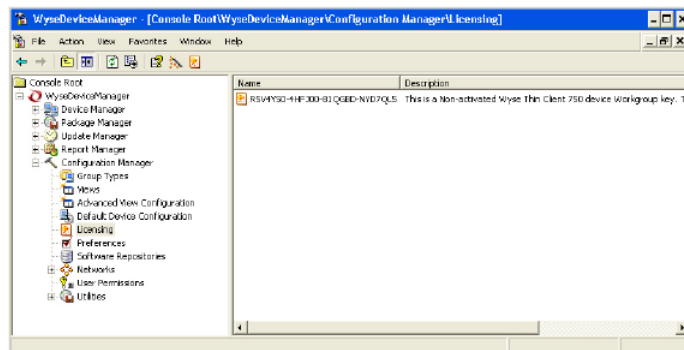 WyseDeviceManager - [Console Root\WyseDeviceManager\Configuration Manager\Licensing]
File Action View Favorites Window Help
Console Root
WyseDeviceManager
Device Manager
Package Manager
Update Manager
Report Manager
Configuration Manager
Group Types
Views
Advanced View Configuration
Default Device Configuration
Licensing
Preferences
Software Repositories
Networks
User Permissions
Utilities
Name Description
This is a Non-activated Wyse Thin Client 750 device Workgroup key. T